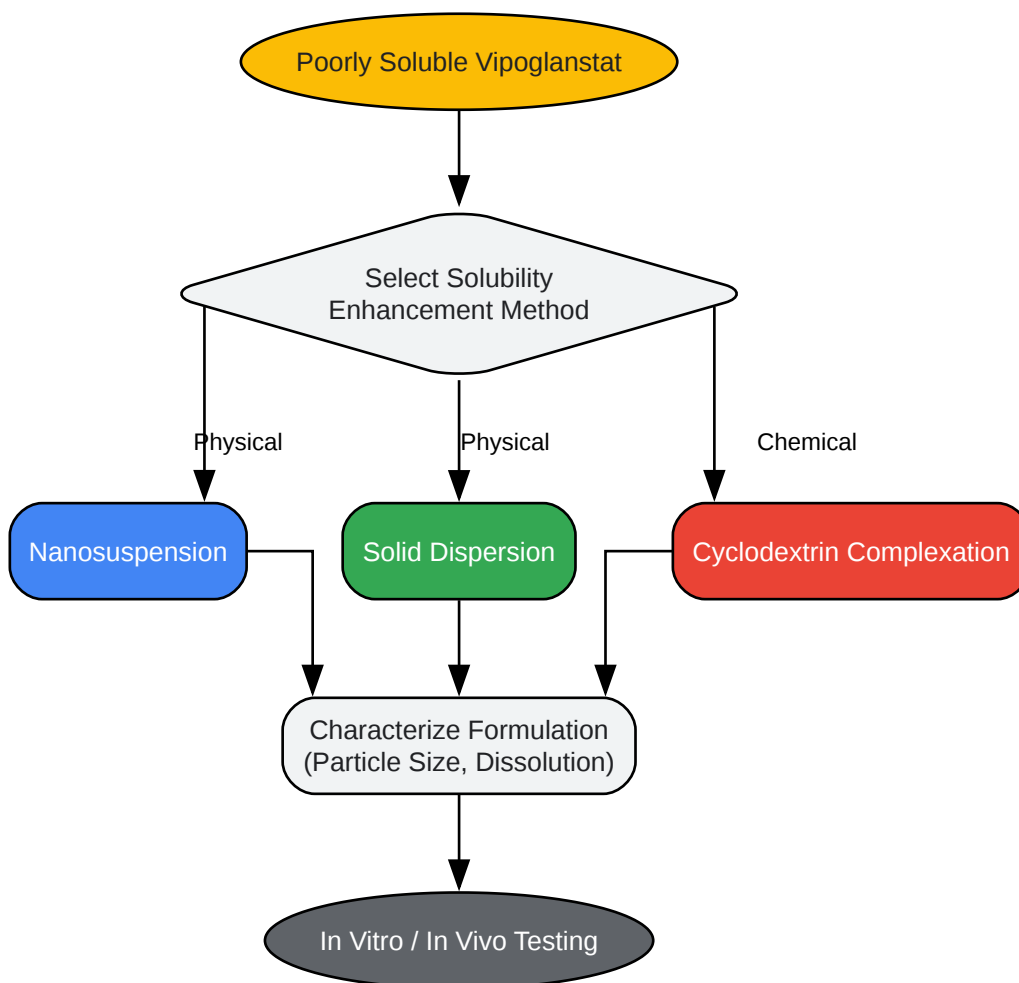 Poorly Soluble Vipoglanstat
Select Solubility
Enhancement Method
Physical
Physical
Chemical
Nanosuspension
Solid Dispersion
Cyclodextrin Complexation
Characterize Formulation
(Particle Size, Dissolution)
In Vitro / In Vivo Testing